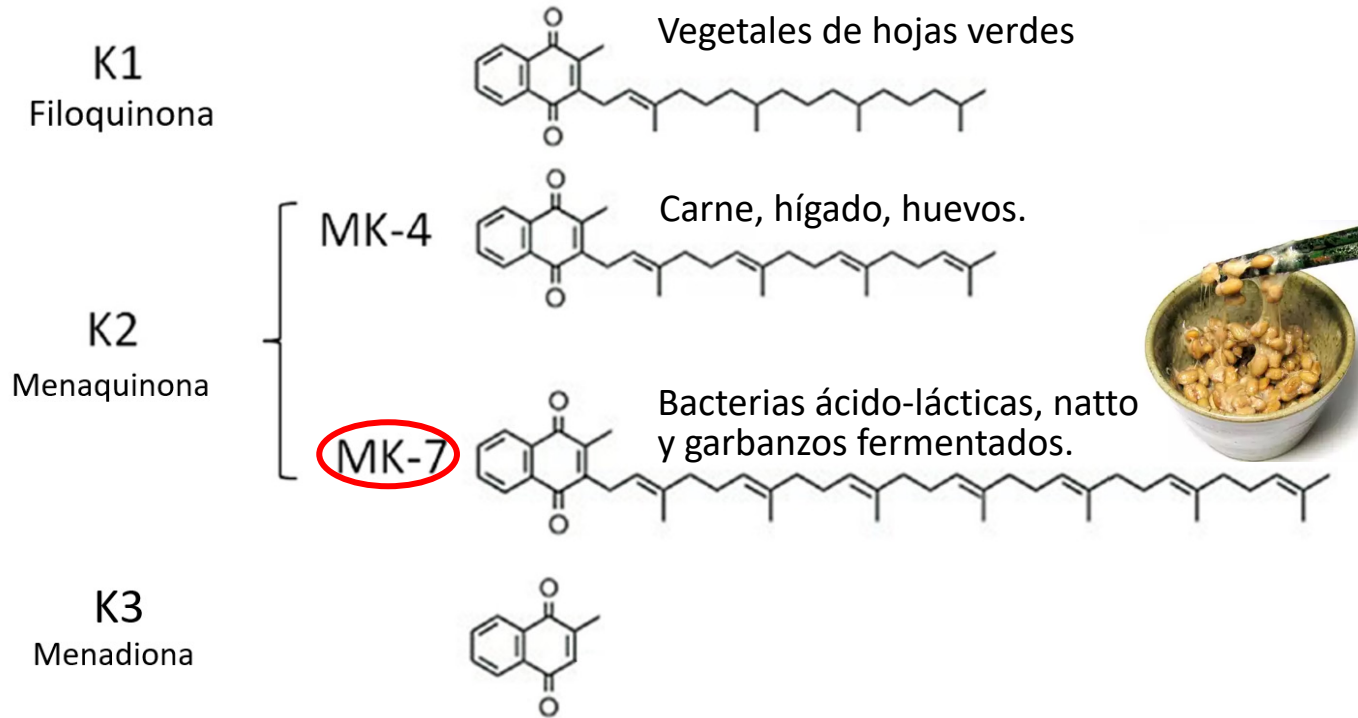 K1
Filoquinona
Vegetales de hojas verdes
O
O
K2
Menaquinona
MK-4
Carne, hígado, huevos.
O
O
MK-7
Bacterias ácido-lácticas, natto
y garbanzos fermentados.
O
O
K3
Menadiona
O
O